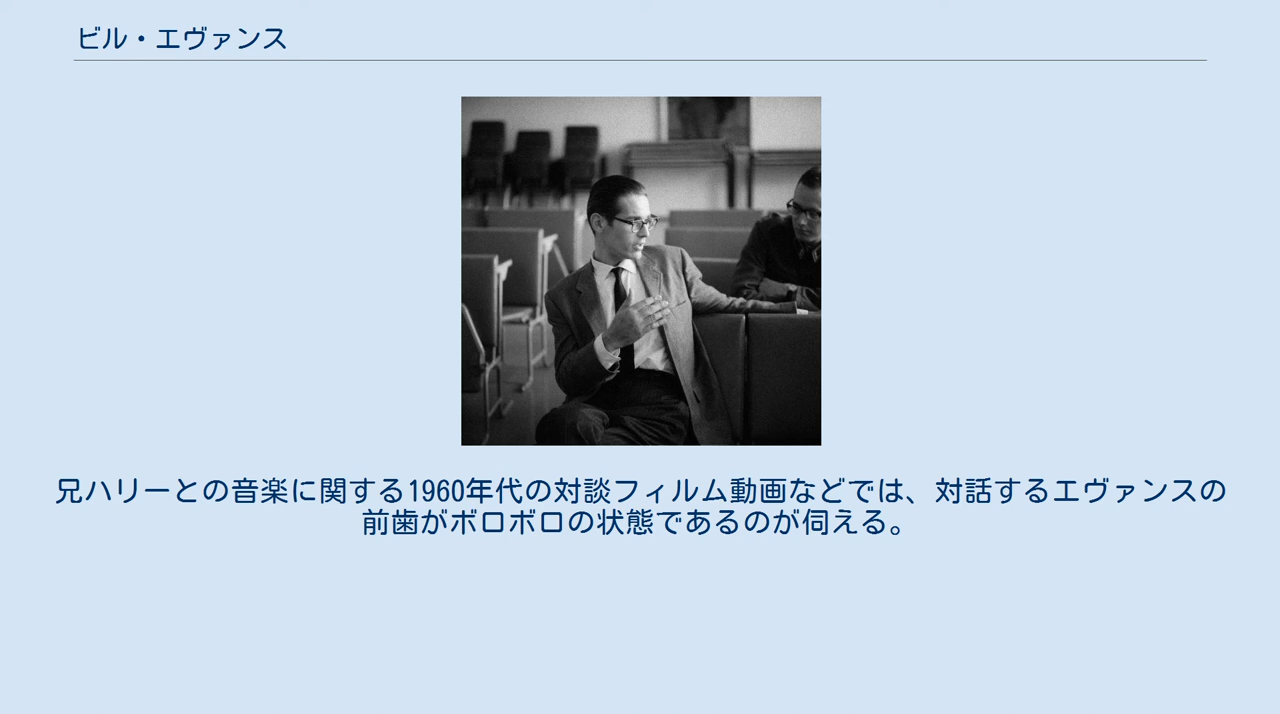 ビル・エヴァンス
兄ハリーとの音楽に関する1960年代の対談フィルム動画などでは、対話するエヴァンスの
前歯がボロボロの状態であるのが伺える。